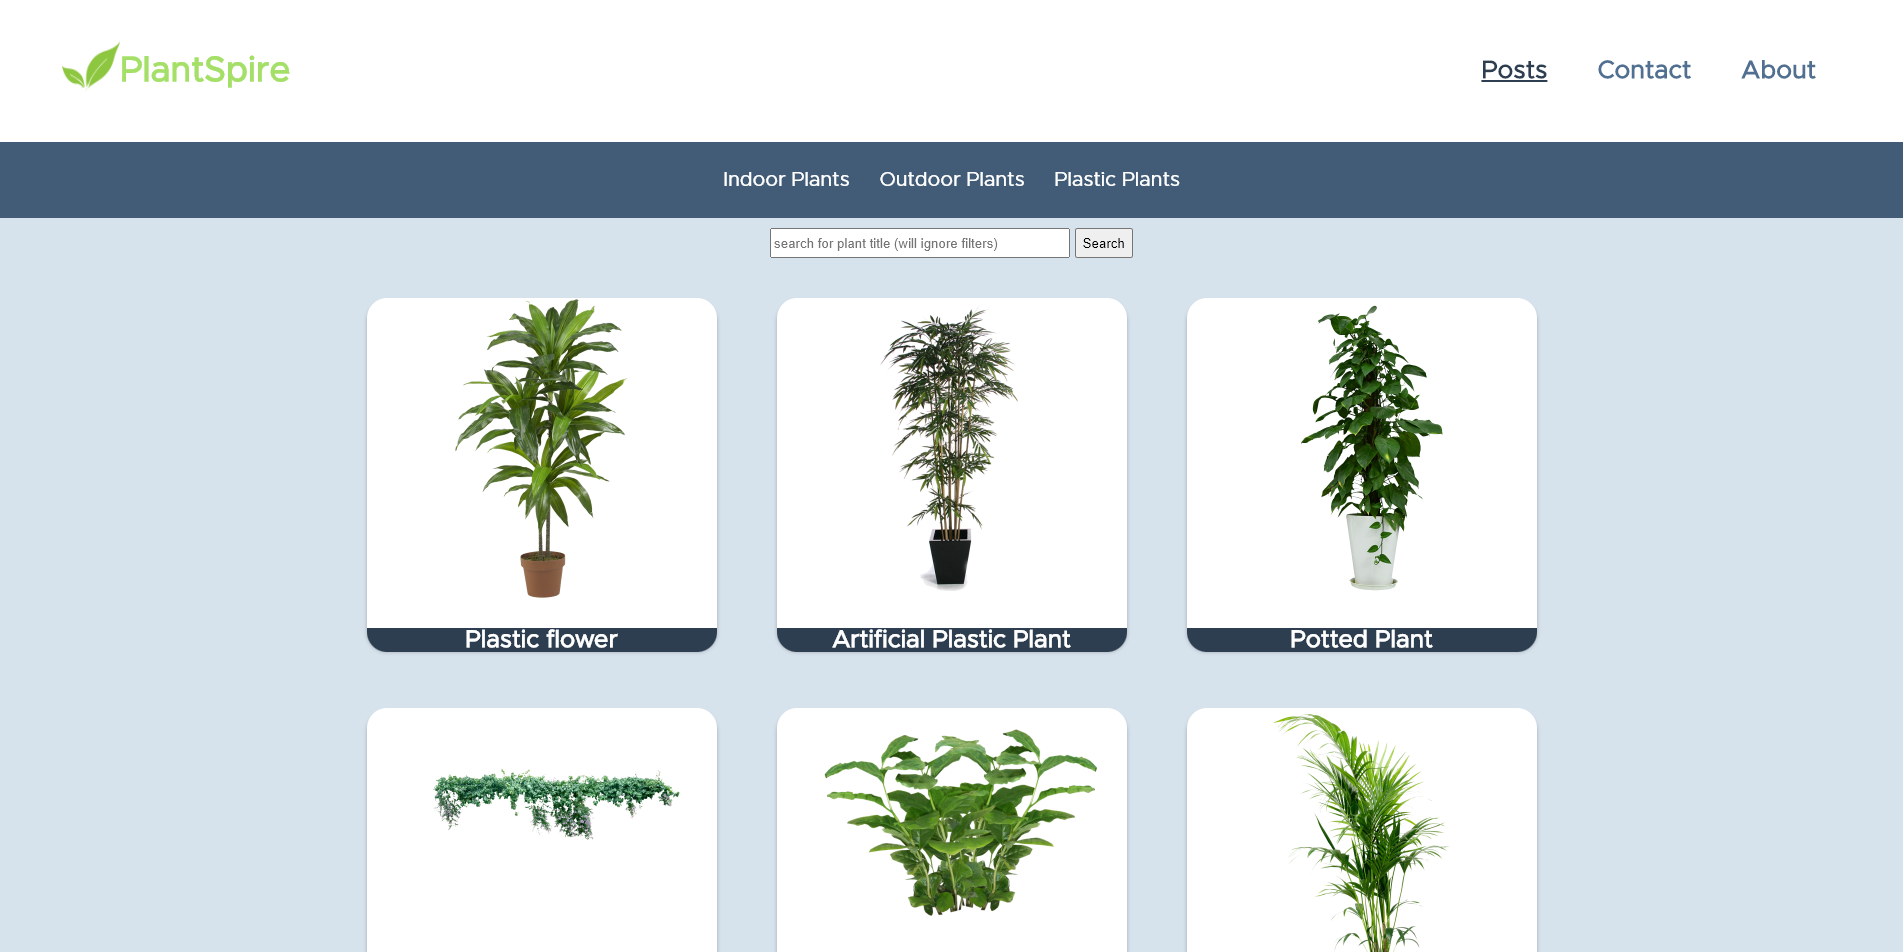 PlantSpire
Posts Contact About
Indoor Plants Outdoor Plants Plastic Plants
search for plant title (will ignore filters) Search
Plastic flower
Artificial Plastic Plant
Potted Plant